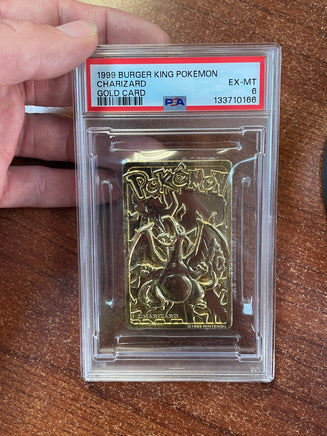 1999 BURGER KING POKEMON
CHARIZARD EX-MT
GOLD CARD 6
PSA 133710166
POKéMON
CHARIZARD ©1999 NINTENDO